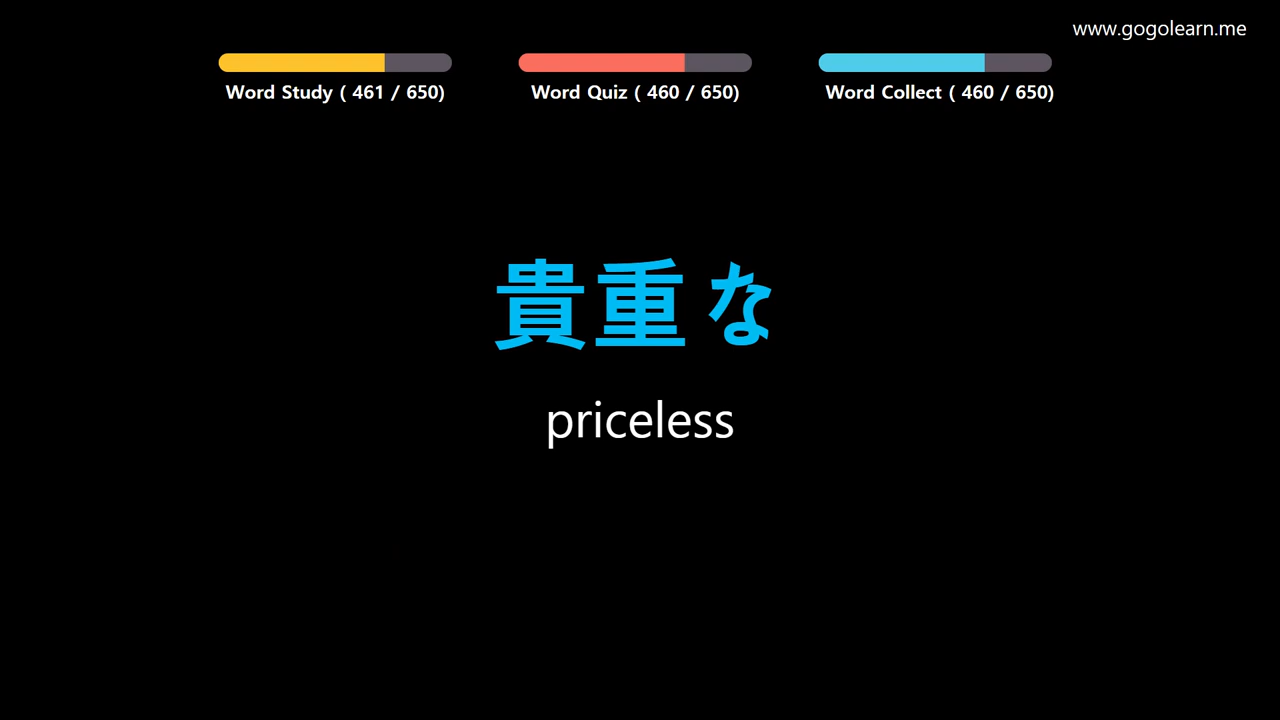 www.gogolearn.me
Word Study ( 461 / 650)
Word Quiz ( 460 / 650)
Word Collect ( 460 / 650)
貴重な
priceless